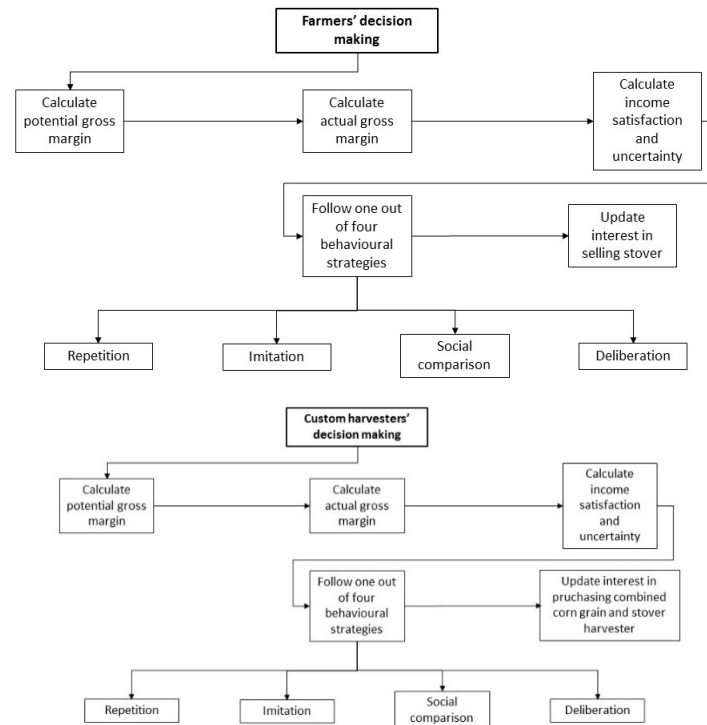 Farmers' decision
making
Calculate
potential gross
margin
Calculate
actual gross
margin
Calculate
income
satisfaction
and
uncertainty
Follow one out
of four
behavioural
strategies
Update
interest in
selling stover
Repetition
Imitation
Social
comparison
Deliberation
Custom harvesters'
decision making
Calculate
potential gross
margin
Calculate
actual gross
margin
Calculate
income
satisfaction
and
uncertainty
Follow one out
of four
behavioural
strategies
Update interest in
pruchasing combined
corn grain and stover
harvester
Repetition
Imitation
Social
comparison
Deliberation